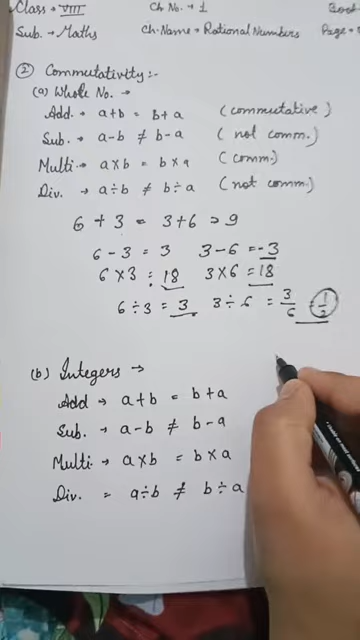 Class → VIII Ch No. → 1
Sub. → Maths Ch. Name → Rational Numbers Page →
② Commutativity :-
(a) Whole No. →
Add. → a+b = b+a (commutative)
Sub. → a-b ≠ b-a (not comm.)
Multi → a×b = b×a (comm.)
Div. → a÷b ≠ b÷a (not comm.)
6 + 3 = 3+6 = 9
6 - 3 = 3 3-6 = -3
6 × 3 = 18 3×6 = 18
6÷3 = 3 3÷6 = 3/6 = 1/2
(b) Integers →
Add → a+b = b+a
Sub. → a-b ≠ b-a
Multi → a×b = b×a
Div. = a÷b ≠ b÷a